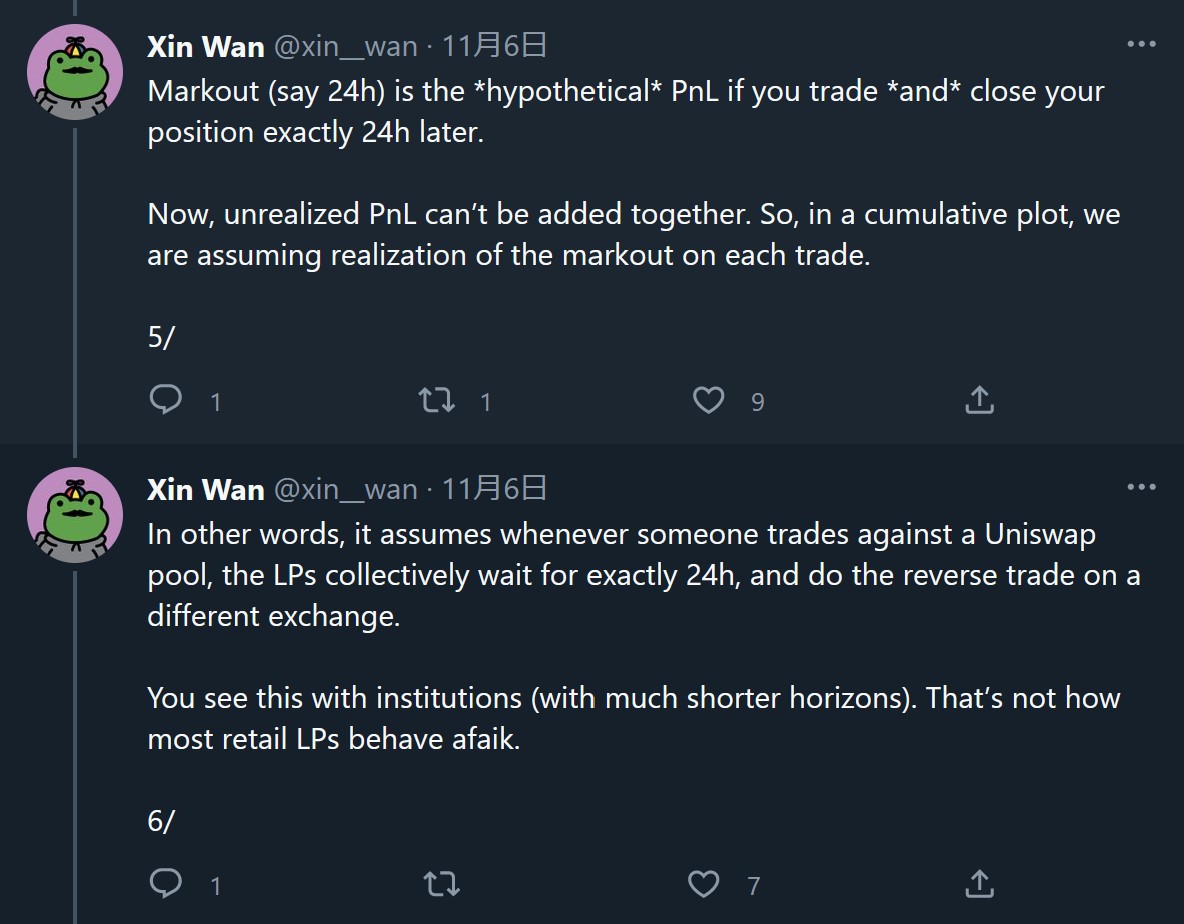 Xin Wan @xin__wan · 11月6日
Markout (say 24h) is the *hypothetical* PnL if you trade *and* close your
position exactly 24h later.
Now, unrealized PnL can’t be added together. So, in a cumulative plot, we
are assuming realization of the markout on each trade.
5/
1 1 9
Xin Wan @xin__wan · 11月6日
In other words, it assumes whenever someone trades against a Uniswap
pool, the LPs collectively wait for exactly 24h, and do the reverse trade on a
different exchange.
You see this with institutions (with much shorter horizons). That’s not how
most retail LPs behave afaik.
6/
1 7